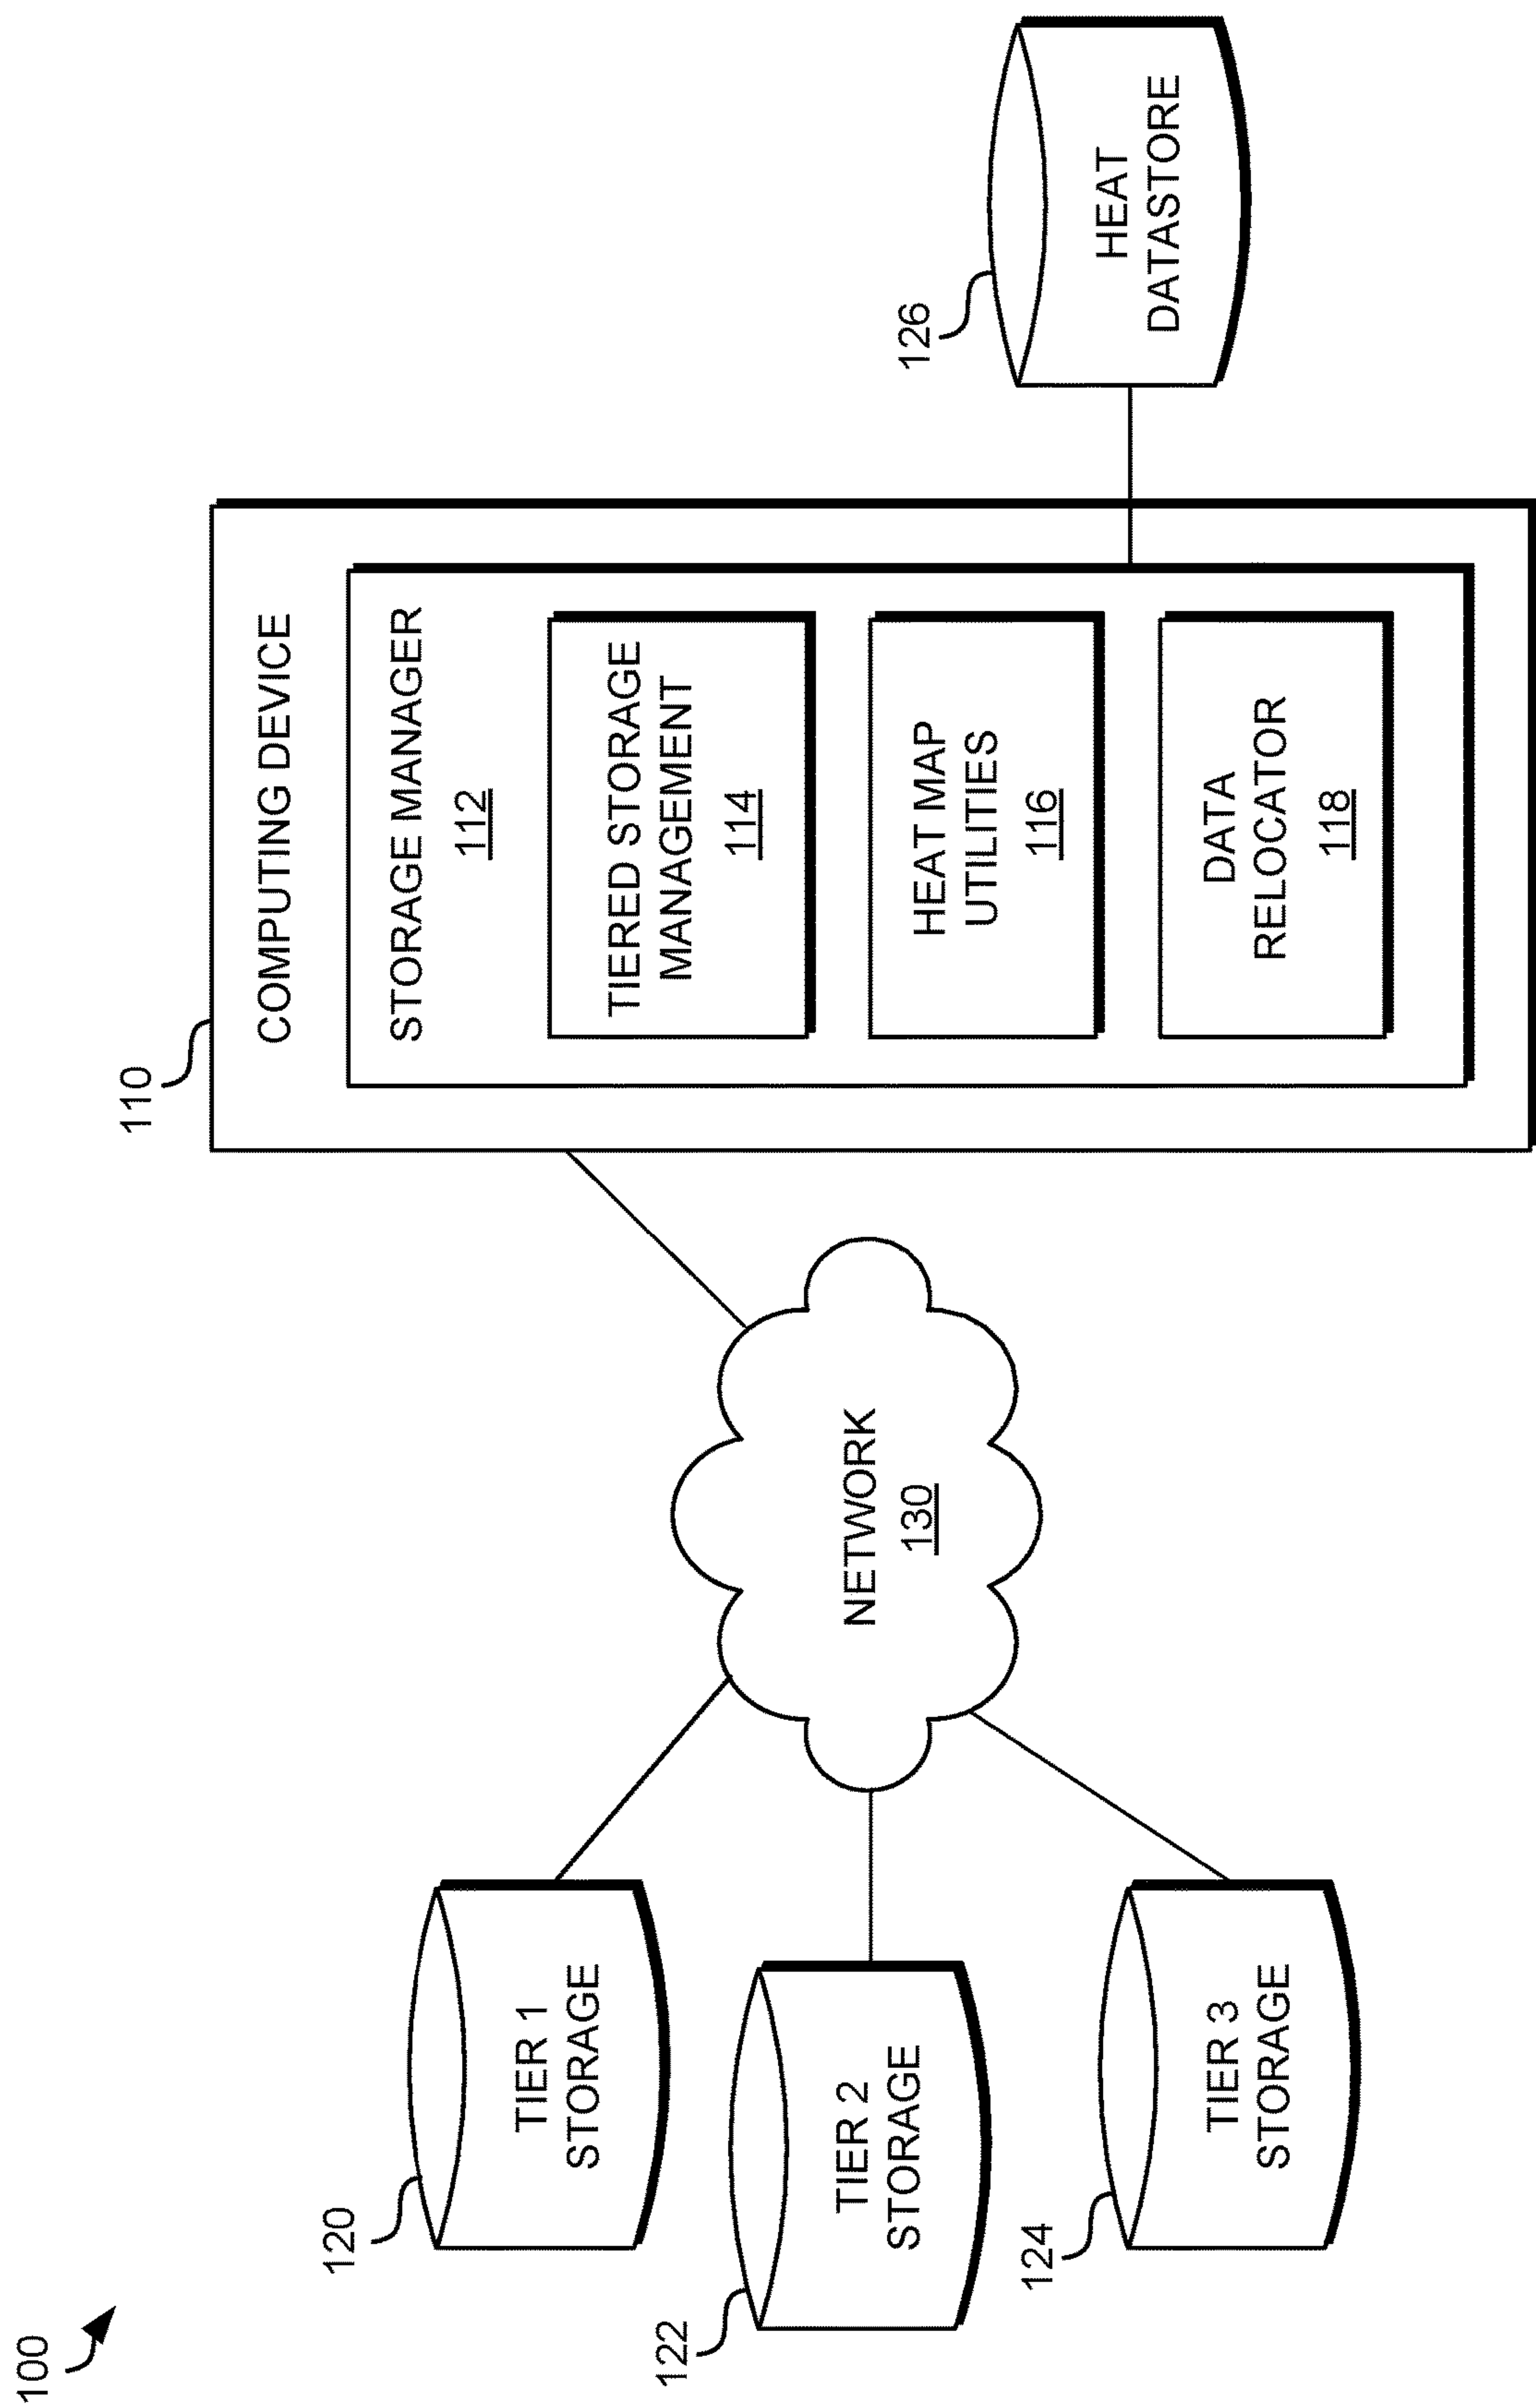 100
120
TIER 1
STORAGE
122
TIER 2
STORAGE
124
TIER 3
STORAGE
NETWORK
130
110
COMPUTING DEVICE
STORAGE MANAGER
112
TIERED STORAGE
MANAGEMENT
114
HEAT MAP
UTILITIES
116
DATA
RELOCATOR
118
126
HEAT
DATASTORE